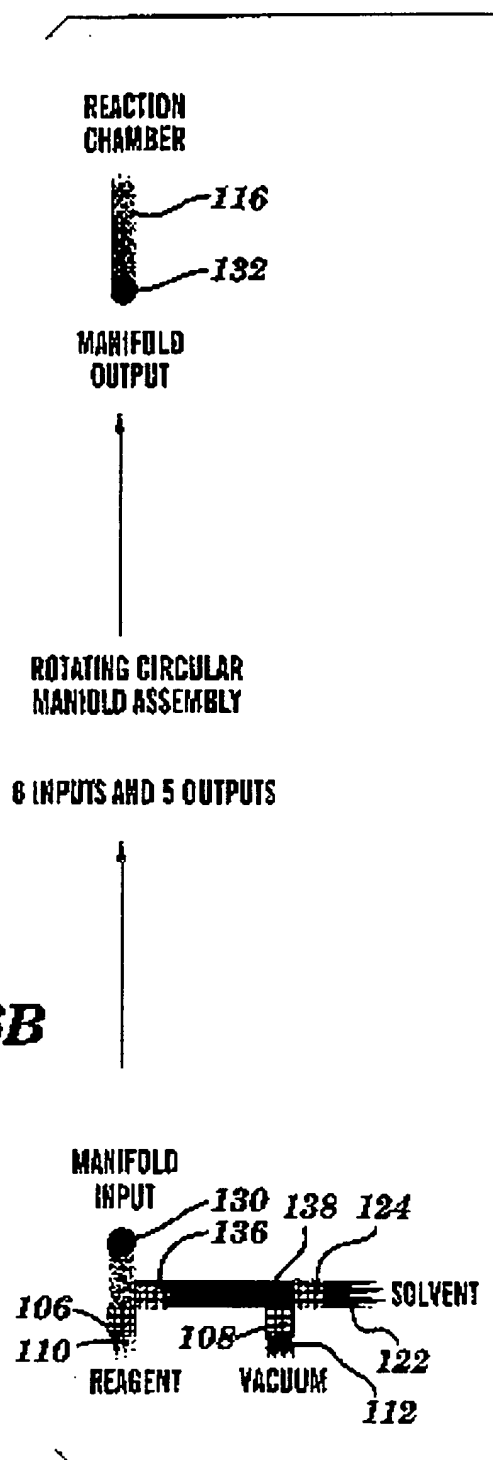 REACTION
CHAMBER
116
132
MANIFOLD
OUTPUT
ROTATING CIRCULAR
MANIOLD ASSEMBLY
6 INPUTS AND 5 OUTPUTS
B
MANIFOLD
INPUT
130
136
138
124
SOLVENT
106
110
108
122
REAGENT
VACUUM
112